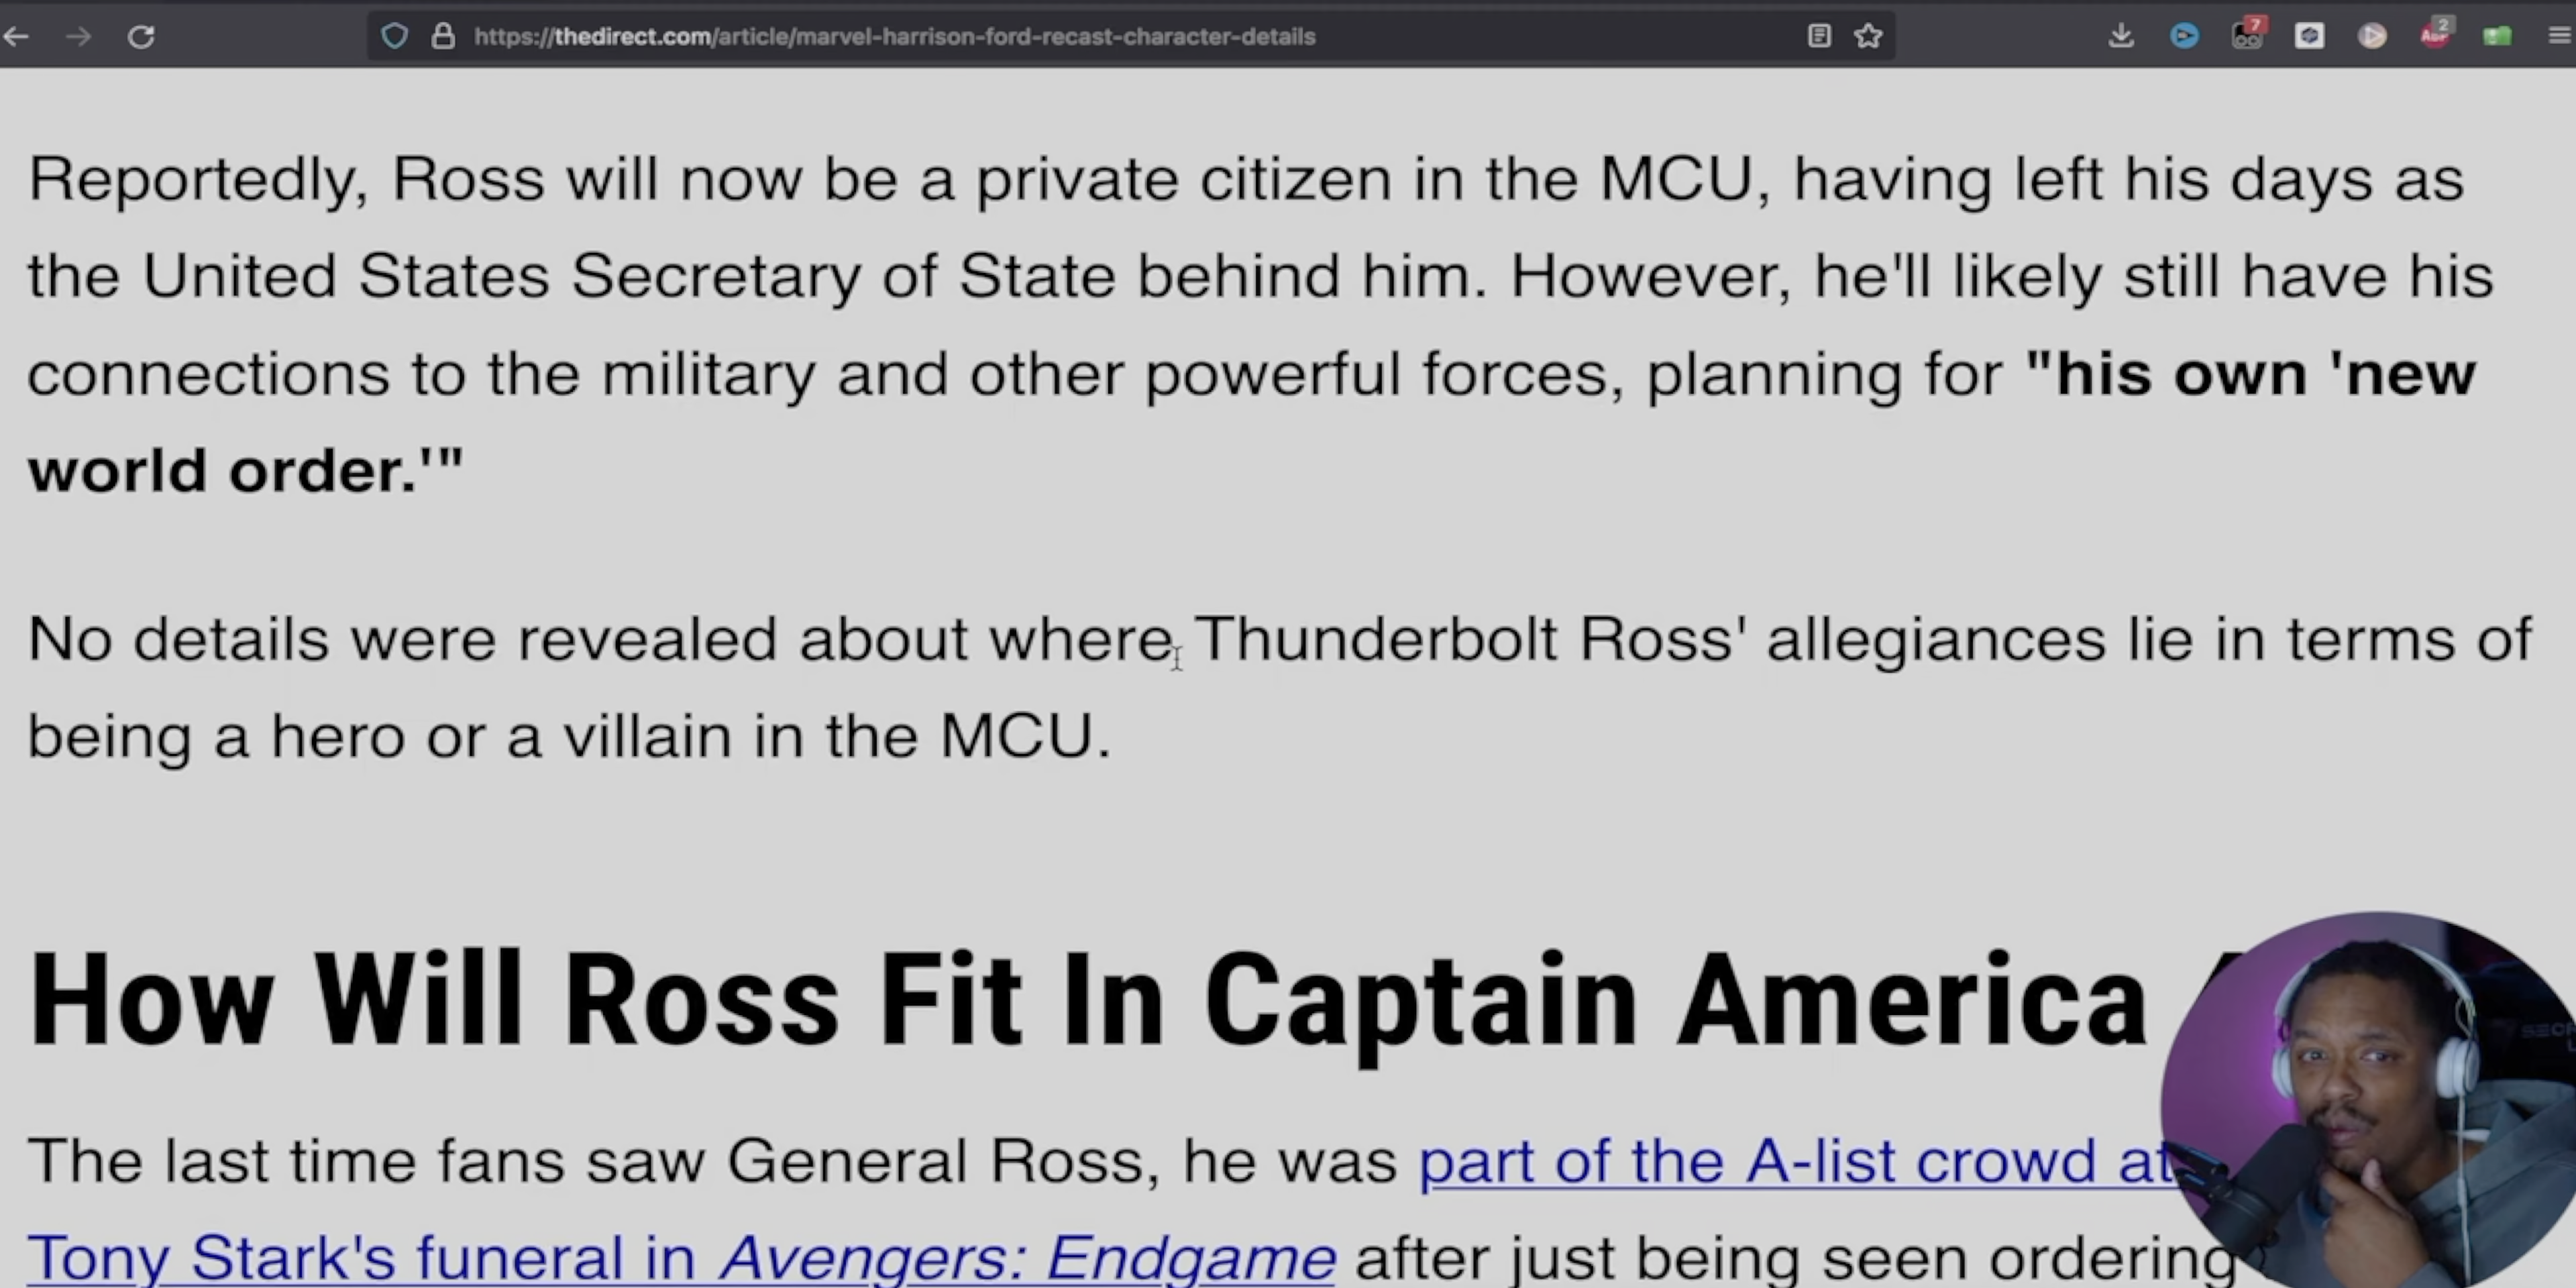 https://thedirect.com/article/marvel-harrison-ford-recast-character-details
7
2
Reportedly, Ross will now be a private citizen in the MCU, having left his days as
the United States Secretary of State behind him. However, he'll likely still have his
connections to the military and other powerful forces, planning for "his own 'new
world order.'"
No details were revealed about where Thunderbolt Ross' allegiances lie in terms of
being a hero or a villain in the MCU.
How Will Ross Fit In Captain America
The last time fans saw General Ross, he was part of the A-list crowd at
Tony Stark's funeral in Avengers: Endgame after just being seen ordering